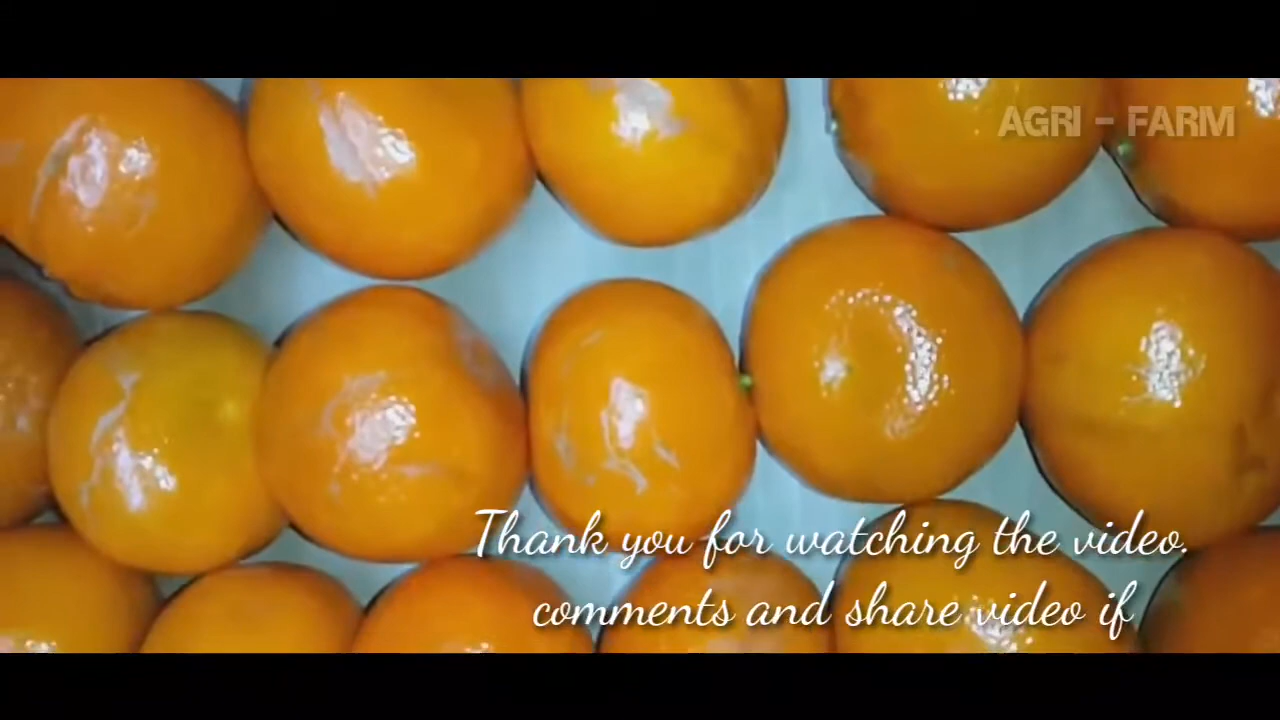 AGRI - FARM
Thank you for watching the video.
comments and share video if